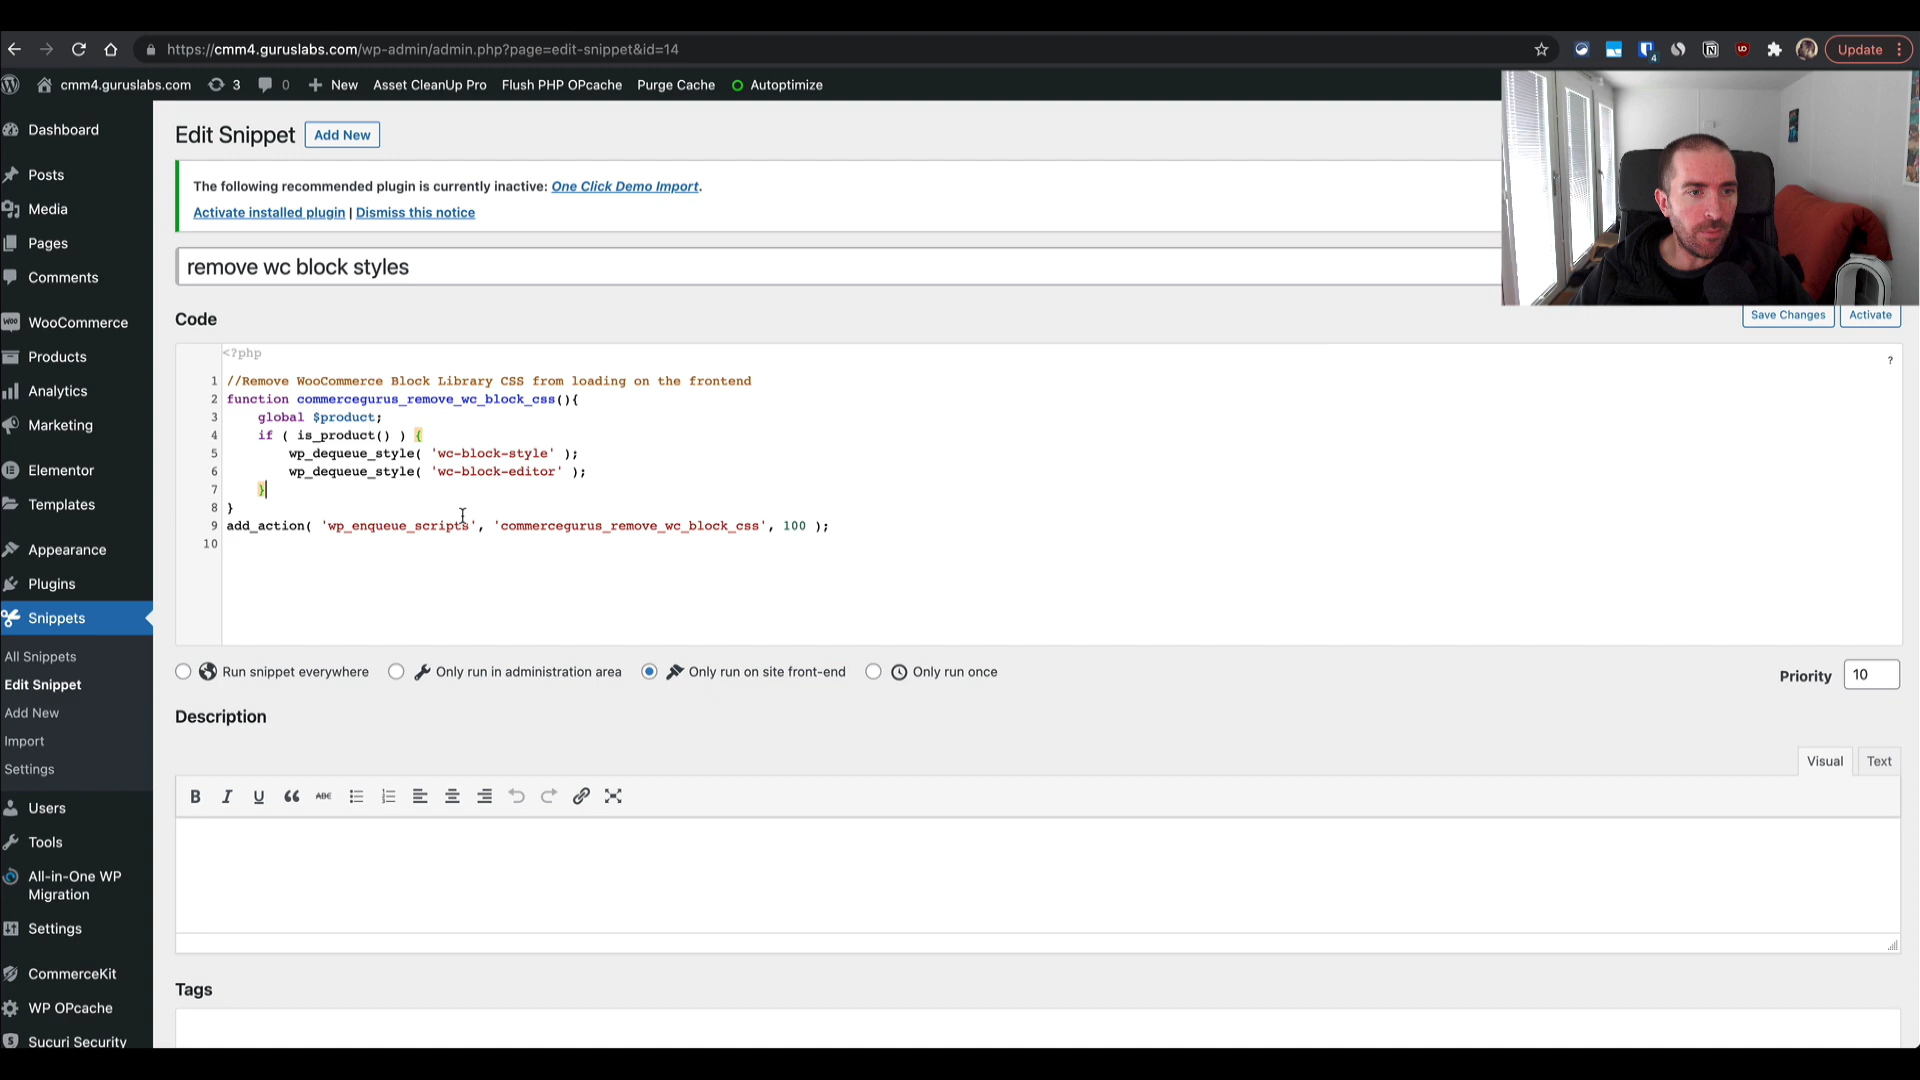 https://cmm4.guruslabs.com/wp-admin/admin.php?page=edit-snippet&id=14
4
Update
cmm4.guruslabs.com
3
0
New
Asset CleanUp Pro
Flush PHP OPcache
Purge Cache
Autoptimize
Dashboard
Posts
Media
Pages
Comments
WooCommerce
Products
Analytics
Marketing
Elementor
Templates
Appearance
Plugins
Snippets
All Snippets
Edit Snippet
Add New
Import
Settings
Users
Tools
All-in-One WP
Migration
Settings
CommerceKit
WP OPcache
Sucuri Security
Edit Snippet
Add New
The following recommended plugin is currently inactive: One Click Demo Import.
Activate installed plugin | Dismiss this notice
remove wc block styles
Code
Save Changes
Activate
<?php
?
1 //Remove WooCommerce Block Library CSS from loading on the frontend
2 function commercegurus_remove_wc_block_css(){
3 global $product;
4 if ( is_product() ) {
5 wp_dequeue_style( 'wc-block-style' );
6 wp_dequeue_style( 'wc-block-editor' );
7 }
8 }
9 add_action( 'wp_enqueue_scripts', 'commercegurus_remove_wc_block_css', 100 );
10
Run snippet everywhere
Only run in administration area
Only run on site front-end
Only run once
Priority
10
Description
Visual
Text
B I U ABC
Tags